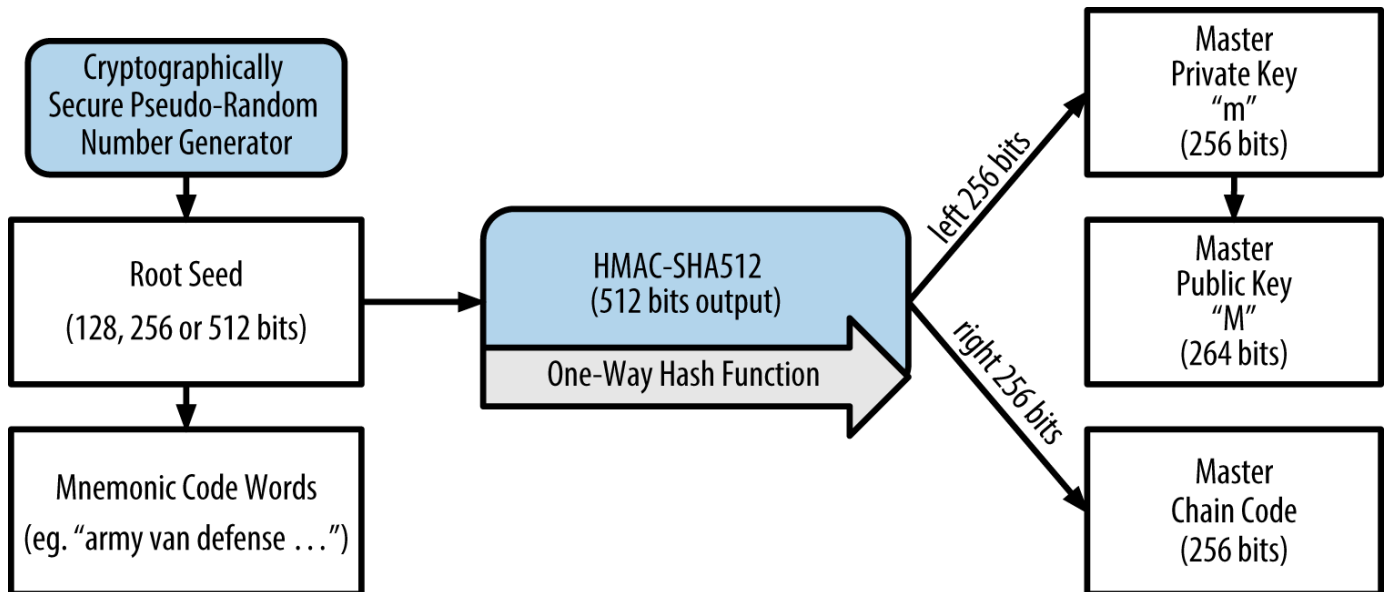 Cryptographically
Secure Pseudo-Random
Number Generator
Root Seed
(128, 256 or 512 bits)
Mnemonic Code Words
(eg. “army van defense …”)
HMAC-SHA512
(512 bits output)
One-Way Hash Function
left 256 bits
right 256 bits
Master
Private Key
“m”
(256 bits)
Master
Public Key
“M”
(264 bits)
Master
Chain Code
(256 bits)